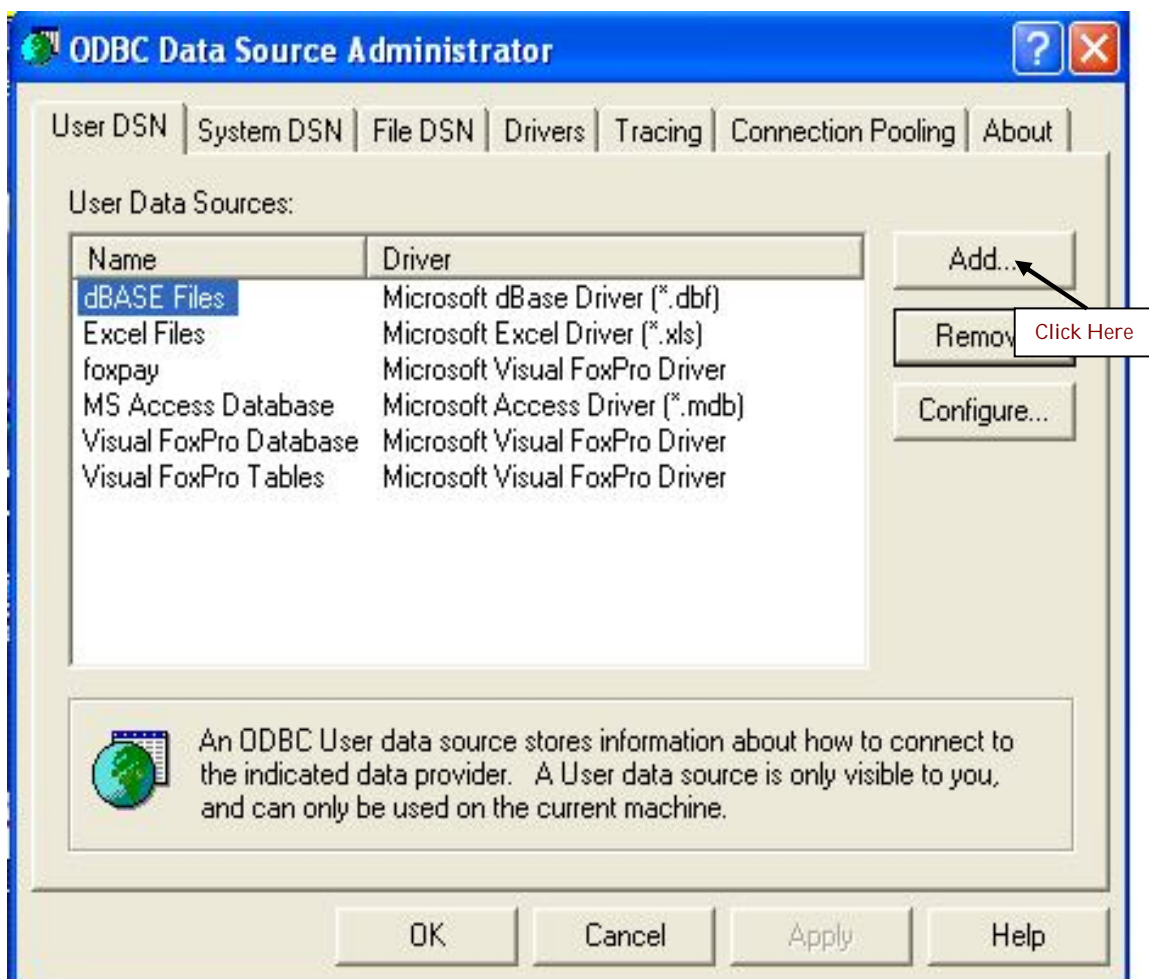 ODBC Data Source Administrator
User DSN System DSN File DSN Drivers Tracing Connection Pooling About
User Data Sources:
Name Driver
dBASE Files Microsoft dBase Driver (*.dbf)
Excel Files Microsoft Excel Driver (*.xls)
foxpay Microsoft Visual FoxPro Driver
MS Access Database Microsoft Access Driver (*.mdb)
Visual FoxPro Database Microsoft Visual FoxPro Driver
Visual FoxPro Tables Microsoft Visual FoxPro Driver
Add...
Click Here
Configure...
An ODBC User data source stores information about how to connect to
the indicated data provider. A User data source is only visible to you,
and can only be used on the current machine.
OK Cancel Apply Help